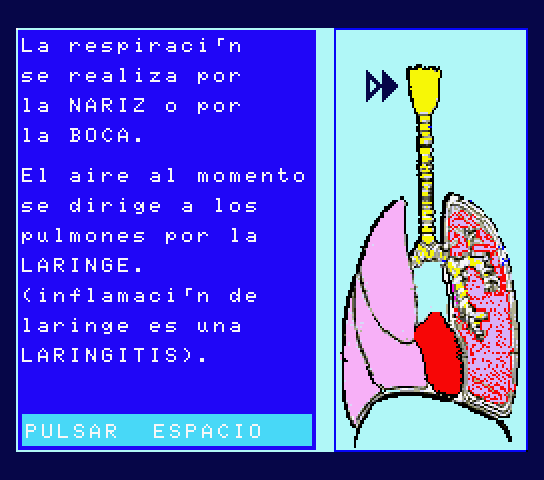 La respiraci｢n
se realiza por
la NARIZ o por
la BOCA.
El aire al momento
se dirige a los
pulmones por la
LARINGE.
(inflamaci｢n de
laringe es una
LARINGITIS).
PULSAR ESPACIO